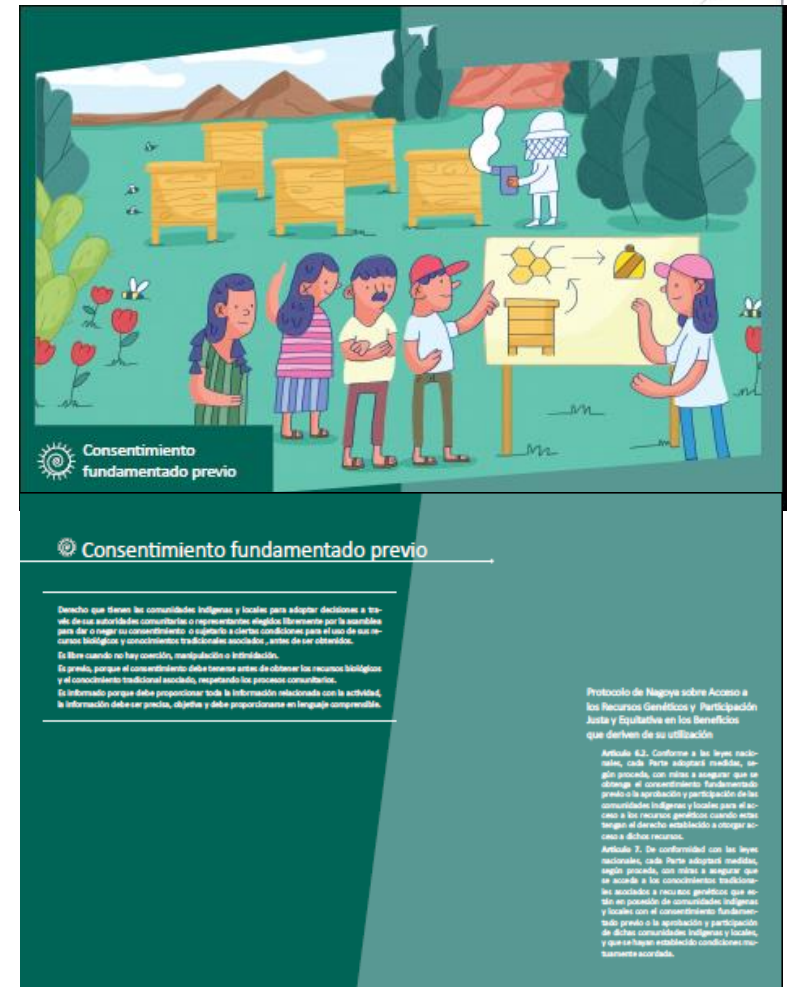 Consentimiento
fundamentado previo
Consentimiento fundamentado previo
Derecho que tienen las comunidades indígenas y locales para adoptar decisiones a tra-
vés de sus autoridades comunitarias o representantes elegidos libremente por la asamblea
para dar o negar su consentimiento o sujetarlo a ciertas condiciones para el uso de sus re-
cursos biológicos y conocimientos tradicionales asociados , antes de ser obtenidos.
Es libre cuando no hay coerción, manipulación o intimidación.
Es previo, porque el consentimiento debe tenerse antes de obtener los recursos biológicos
y el conocimiento tradicional asociado, respetando los procesos comunitarios.
Es informado porque debe proporcionar toda la información relacionada con la actividad,
la información debe ser precisa, objetiva y debe proporcionarse en lenguaje comprensible.
Protocolo de Nagoya sobre Acceso a
los Recursos Genéticos y Participación
Justa y Equitativa en los Beneficios
que deriven de su utilización
Artículo 6.2. Conforme a las leyes nacio-
nales, cada Parte adoptará medidas, se-
gún proceda, con miras a asegurar que se
obtenga el consentimiento fundamentado
previo o la aprobación y participación de las
comunidades indígenas y locales para el ac-
ceso a los recursos genéticos cuando estas
tengan el derecho establecido a otorgar ac-
ceso a dichos recursos.
Artículo 7. De conformidad con las leyes
nacionales, cada Parte adoptará medidas,
según proceda, con miras a asegurar que
se acceda a los conocimientos tradiciona-
les asociados a recursos genéticos que es-
tán en posesión de comunidades indígenas
y locales con el consentimiento fundamen-
tado previo o la aprobación y participación
de dichas comunidades indígenas y locales,
y que se hayan establecido condiciones mu-
tuamente acordada.